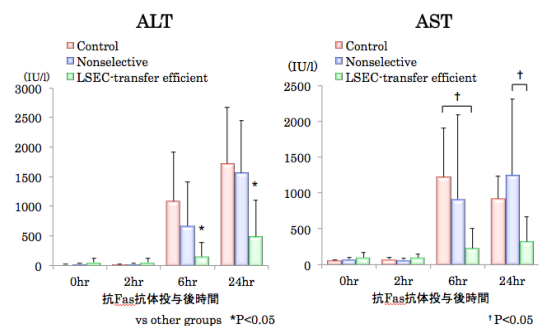 ALT
Control
Nonselective
LSEC-transfer efficient
(IU/l)
3000
2500
2000
1500
1000
500
0
*
*
0hr 2hr 6hr 24hr
抗Fas抗体投与後時間
vs other groups *P<0.05
AST
Control
Nonselective
LSEC-transfer efficient
(IU/l)
2500
2000
1500
1000
500
0
†
†
0hr 2hr 6hr 24hr
抗Fas抗体投与後時間
†P<0.05